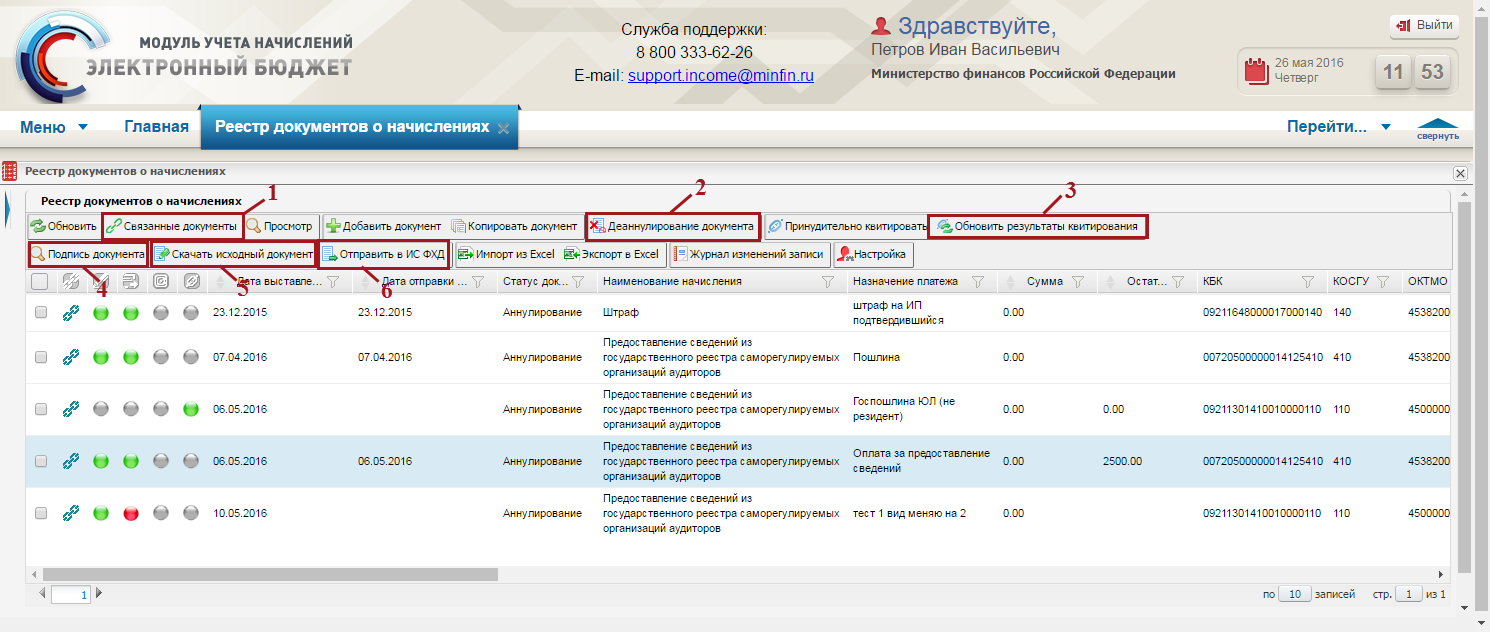 МОДУЛЬ УЧЕТА НАЧИСЛЕНИЙ
ЭЛЕКТРОННЫЙ БЮДЖЕТ
Служба поддержки:
8 800 333-62-26
E-mail: support.income@minfin.ru
Здравствуйте,
Петров Иван Васильевич
Министерство финансов Российской Федерации
Выйти
26 мая 2016
Четверг
11 53
Меню Главная Реестр документов о начислениях Перейти... свернуть
Реестр документов о начислениях
1 2 3
Реестр документов о начислениях
Обновить Связанные документы Просмотр Добавить документ Копировать документ Деаннулирование документа Принудительно квитировать Обновить результаты квитирования
Подпись документа Скачать исходный документ Отправить в ИС ФХД Импорт из Excel Экспорт в Excel Журнал изменений записи Настройка
4 5 6
Дата выставле... Дата отправки ... Статус док... Наименование начисления Назначение платежа Сумма Остат... КБК КОСГУ ОКТМО
23.12.2015 23.12.2015 Аннулирование Штраф штраф на ИП подтвердившийся 0.00 09211648000017000140 140 4538200
07.04.2016 07.04.2016 Аннулирование Предоставление сведений из государственного реестра саморегулируемых организаций аудиторов Пошлина 0.00 00720500000014125410 410 4538200
06.05.2016 Аннулирование Предоставление сведений из государственного реестра саморегулируемых организаций аудиторов Госпошлина ЮЛ (не резидент) 0.00 0.00 09211301410010000110 110 4500000
06.05.2016 06.05.2016 Аннулирование Предоставление сведений из государственного реестра саморегулируемых организаций аудиторов Оплата за предоставление сведений 0.00 2500.00 00720500000014125410 410 4538200
10.05.2016 Аннулирование Предоставление сведений из государственного реестра саморегулируемых организаций аудиторов тест 1 вид меняю на 2 0.00 09211301410010000110 110 4500000
1 по 10 записей стр. 1 из 1